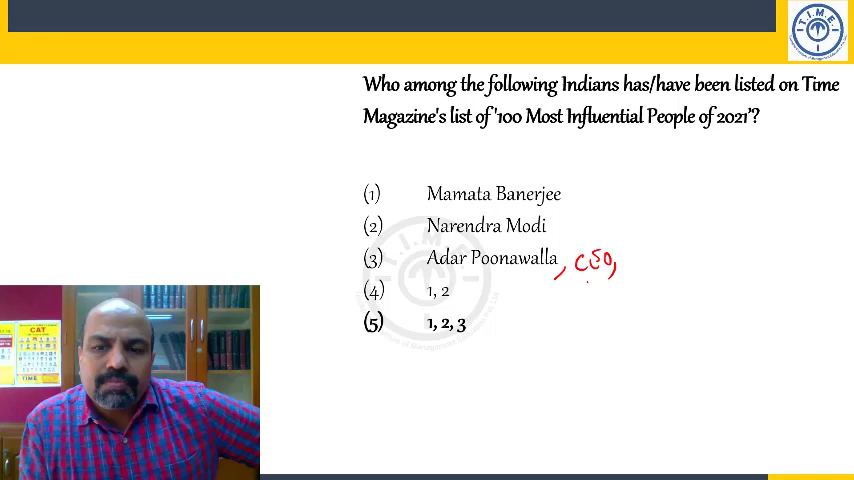 T.I.M.E.
Who among the following Indians has/have been listed on Time
Magazine's list of '100 Most Influential People of 2021'?
(1) Mamata Banerjee
(2) Narendra Modi
(3) Adar Poonawalla, CEO,
(4) 1, 2
(5) 1, 2, 3
T.I.M.E.
CAT
TIME